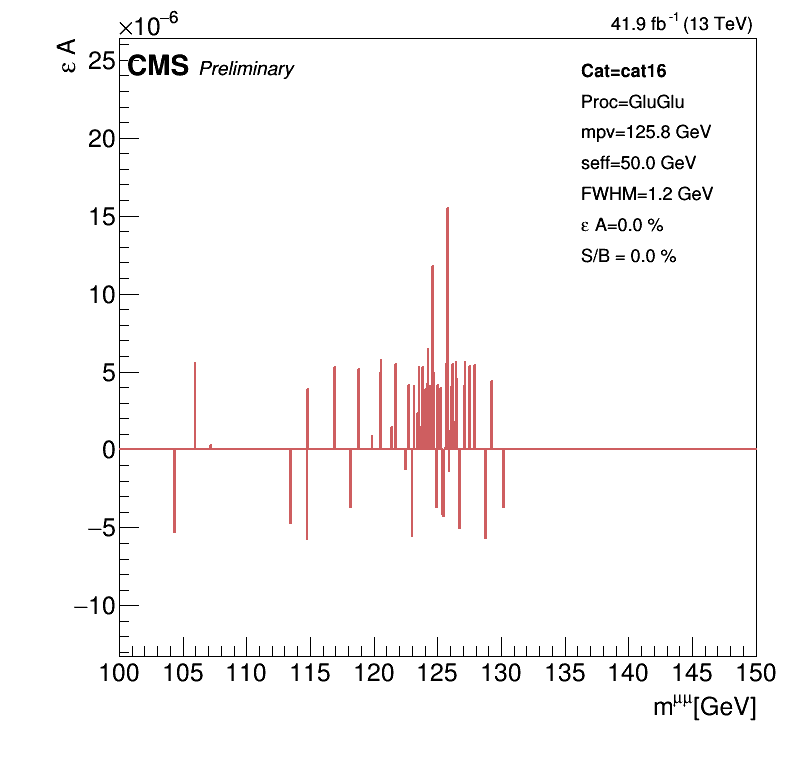 ×10⁻⁶
41.9 fb⁻¹ (13 TeV)
ε A
CMS Preliminary
Cat=cat16
Proc=GluGlu
mpv=125.8 GeV
seff=50.0 GeV
FWHM=1.2 GeV
ε A=0.0 %
S/B = 0.0 %
25
20
15
10
5
0
−5
−10
100 105 110 115 120 125 130 135 140 145 150
m^μμ[GeV]